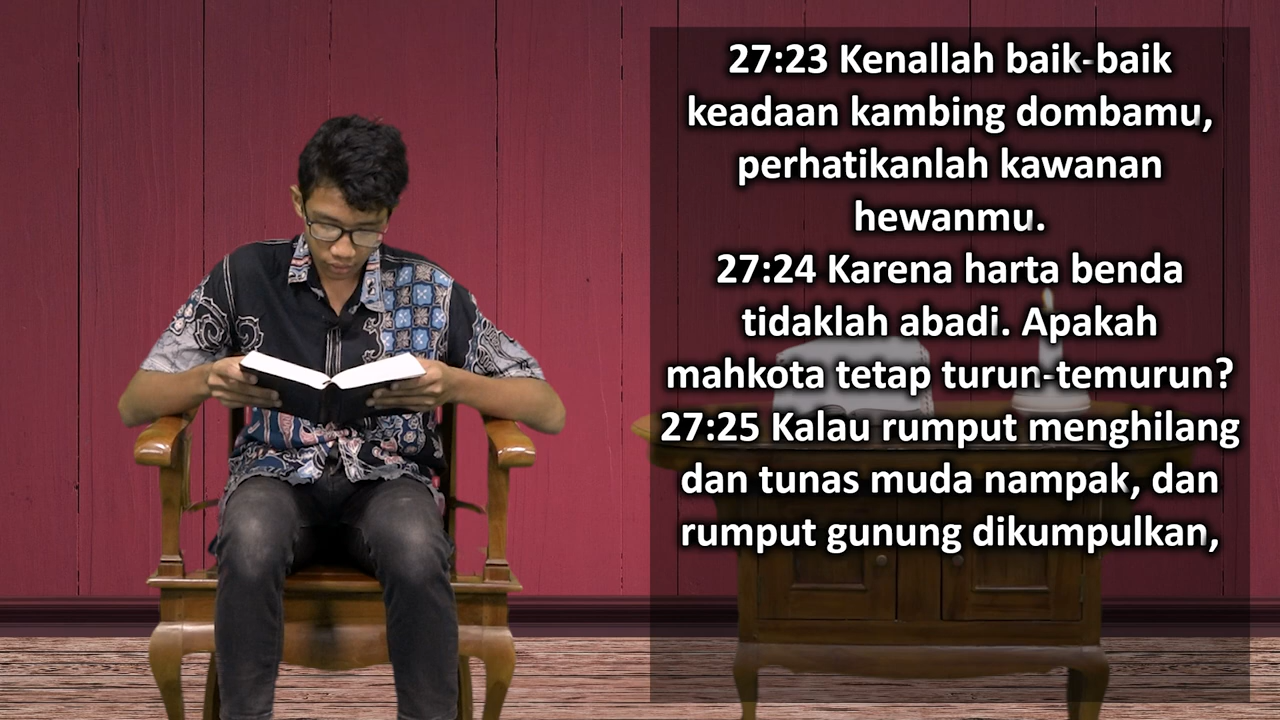 27:23 Kenallah baik-baik
keadaan kambing dombamu,
perhatikanlah kawanan
hewanmu.
27:24 Karena harta benda
tidaklah abadi. Apakah
mahkota tetap turun-temurun?
27:25 Kalau rumput menghilang
dan tunas muda nampak, dan
rumput gunung dikumpulkan,